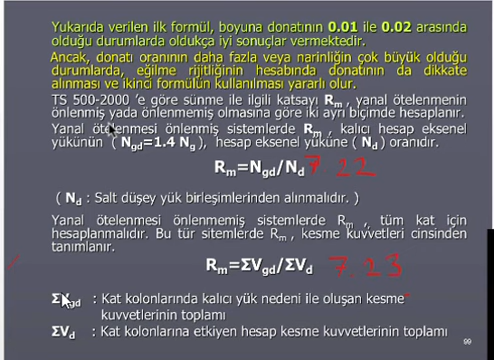 Yukarıda verilen ilk formül, boyuna donatının 0.01 ile 0.02 arasında
olduğu durumlarda oldukça iyi sonuçlar vermektedir.
Ancak, donatı oranının daha fazla veya narinliğin çok büyük olduğu
durumlarda, eğilme rijitliğinin hesabında donatının da dikkate
alınması ve ikinci formülün kullanılması yararlı olur.
TS 500-2000 'e göre sünme ile ilgili katsayı Rm , yanal ötelenmenin
önlenmiş yada önlenmemiş olmasına göre iki ayrı biçimde hesaplanır.
Yanal ötelenmesi önlenmiş sistemlerde Rm , kalıcı hesap eksenel
yükünün ( Ngd=1.4 Ng ), hesap eksenel yüküne ( Nd ) oranıdır.
Rm=Ngd/Nd 7.22
( Nd : Salt düşey yük birleşimlerinden alınmalıdır. )
Yanal ötelenmesi önlenmemiş sistemlerde Rm , tüm kat için
hesaplanmalıdır. Bu tür sitemlerde Rm , kesme kuvvetleri cinsinden
tanımlanır.
Rm=ΣVgd/ΣVd 7.23
ΣVgd : Kat kolonlarında kalıcı yük nedeni ile oluşan kesme
kuvvetlerinin toplamı
ΣVd : Kat kolonlarına etkiyen hesap kesme kuvvetlerinin toplamı
99